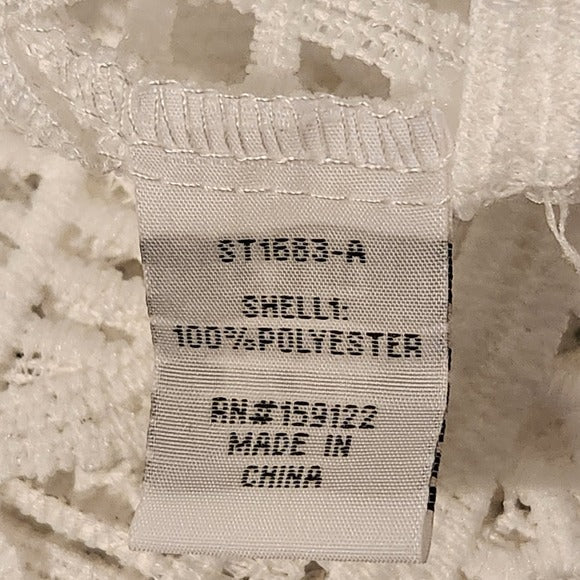 ST1683-A
SHELL1:
100%POLYESTER
RN#159122
MADE IN
CHINA